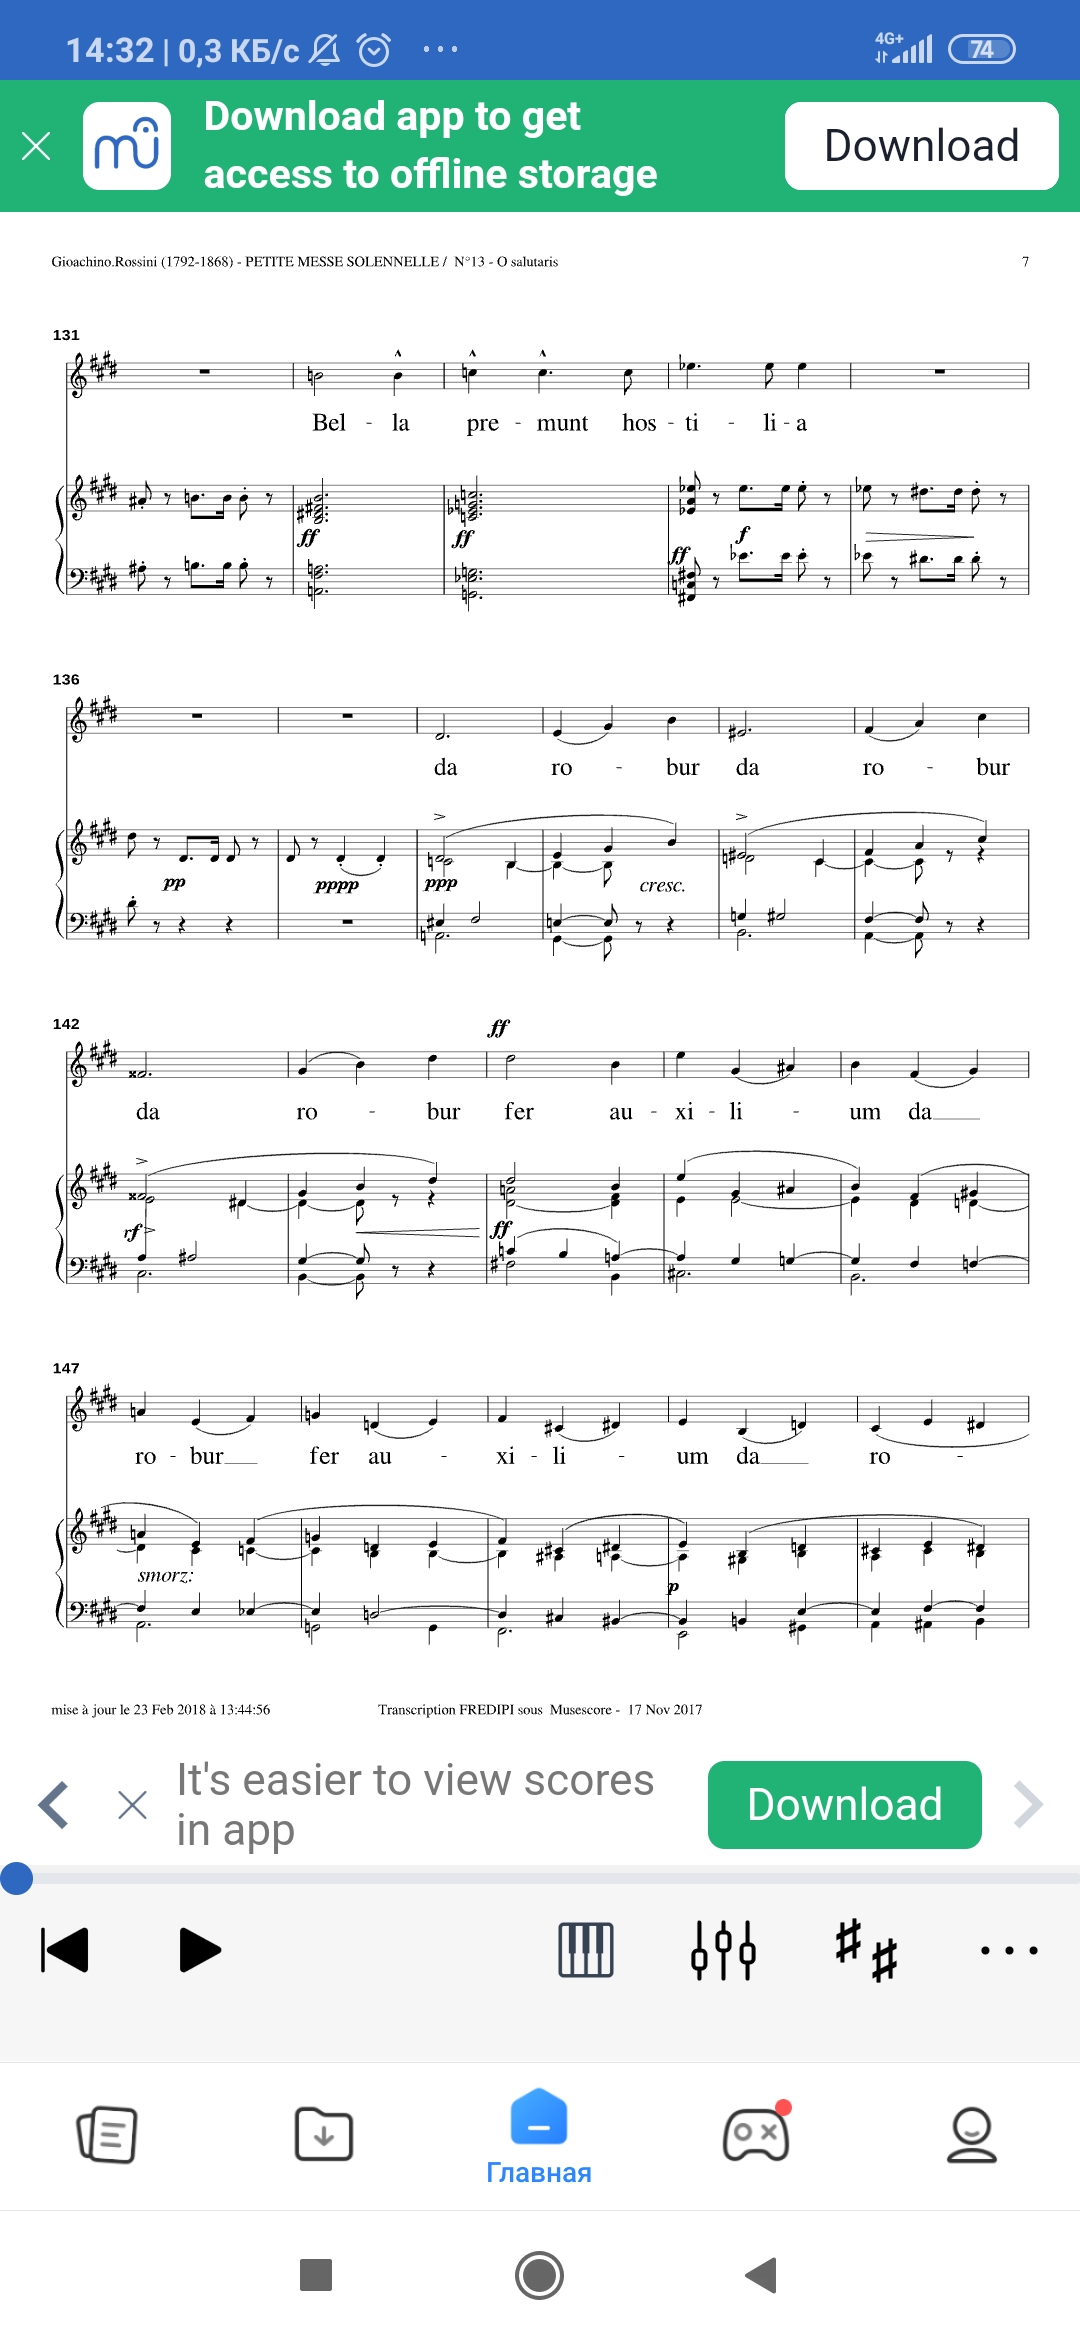 14:32 | 0,3 КБ/с ... 4G+ 74
Download app to get
access to offline storage
Download
Gioachino.Rossini (1792-1868) - PETITE MESSE SOLENNELLE / N°13 - O salutaris 7
131
Bel - la pre - munt hos - ti - li - a
ff ff ff f
136
da ro - bur da ro - bur
pp pppp ppp cresc.
142
ff
da ro - bur fer au - xi - li - um da
rf ff
147
ro - bur fer au - xi - li - um da ro -
smorz: p
mise à jour le 23 Feb 2018 à 13:44:56 Transcription FREDIPI sous Musescore - 17 Nov 2017
It's easier to view scores
in app
Download
Главная